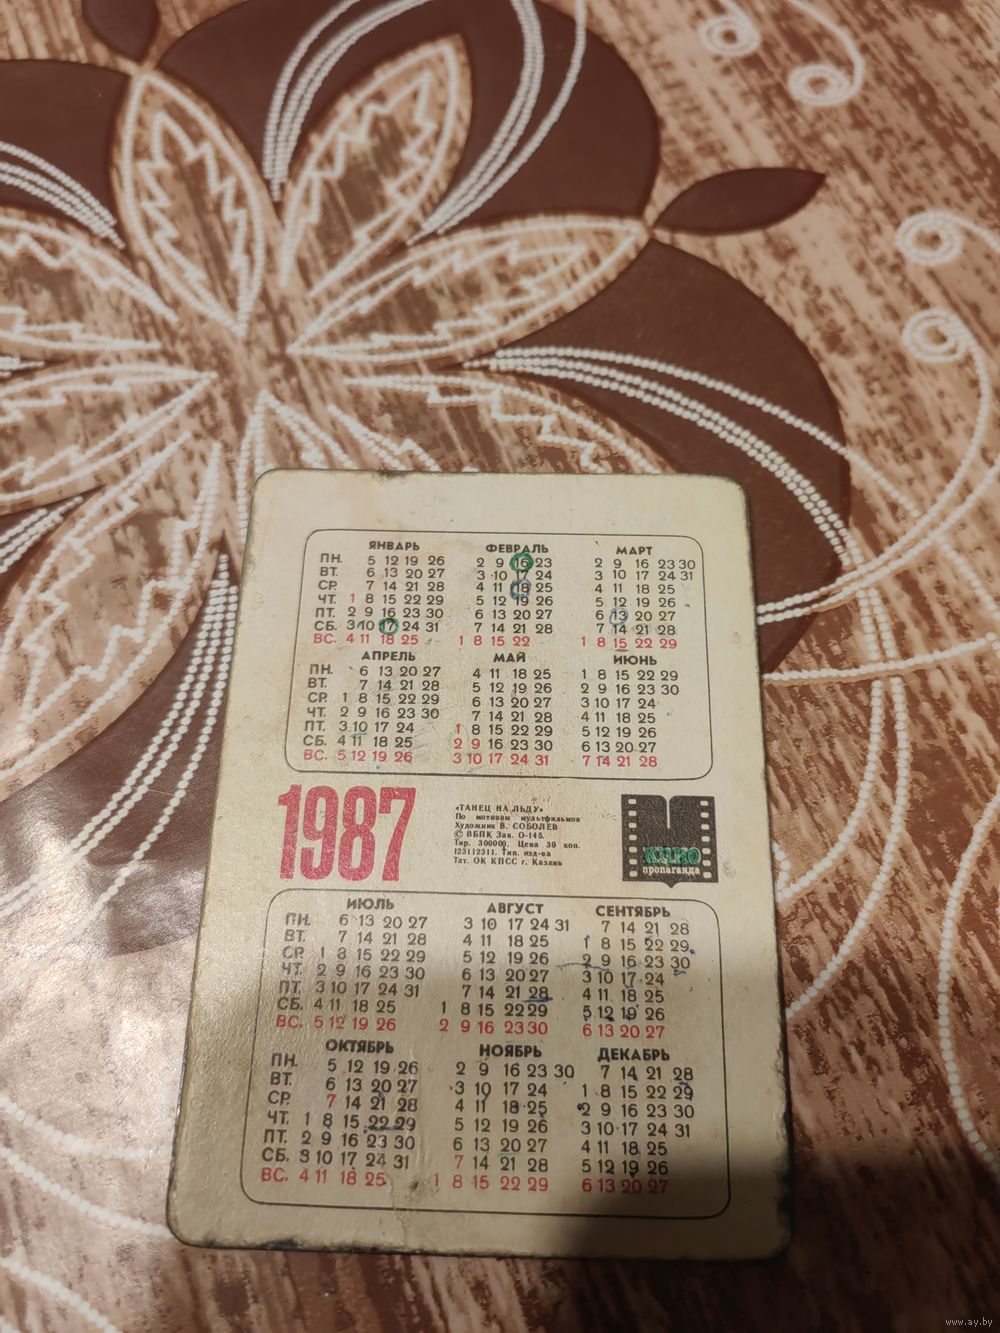 ЯНВАРЬ ФЕВРАЛЬ МАРТ
ПН. 5 12 19 26 2 9 16 23 2 9 16 23 30
ВТ. 6 13 20 27 3 10 17 24 3 10 17 24 31
СР. 7 14 21 28 4 11 18 25 4 11 18 25
ЧТ. 1 8 15 22 29 5 12 19 26 5 12 19 26
ПТ. 2 9 16 23 30 6 13 20 27 6 13 20 27
СБ. 3 10 17 24 31 7 14 21 28 7 14 21 28
ВС. 4 11 18 25 1 8 15 22 1 8 15 22 29
АПРЕЛЬ МАЙ ИЮНЬ
ПН. 6 13 20 27 4 11 18 25 1 8 15 22 29
ВТ. 7 14 21 28 5 12 19 26 2 9 16 23 30
СР. 1 8 15 22 29 6 13 20 27 3 10 17 24
ЧТ. 2 9 16 23 30 7 14 21 28 4 11 18 25
ПТ. 3 10 17 24 1 8 15 22 29 5 12 19 26
СБ. 4 11 18 25 2 9 16 23 30 6 13 20 27
ВС. 5 12 19 26 3 10 17 24 31 7 14 21 28
1987
«ТАНЕЦ НА ЛЬДУ»
По мотивам мультфильмов
Художник В. СОБОЛЕВ
© ВБПК Зак. О-145.
Тир. 300000. Цена 30 коп.
123112311. Тип. изд-ва
Тат. ОК КПСС г. Казань
КИНО
пропаганда
ИЮЛЬ АВГУСТ СЕНТЯБРЬ
ПН. 6 13 20 27 3 10 17 24 31 7 14 21 28
ВТ. 7 14 21 28 4 11 18 25 1 8 15 22 29
СР. 1 8 15 22 29 5 12 19 26 2 9 16 23 30
ЧТ. 2 9 16 23 30 6 13 20 27 3 10 17 24
ПТ. 3 10 17 24 31 7 14 21 28 4 11 18 25
СБ. 4 11 18 25 1 8 15 22 29 5 12 19 26
ВС. 5 12 19 26 2 9 16 23 30 6 13 20 27
ОКТЯБРЬ НОЯБРЬ ДЕКАБРЬ
ПН. 5 12 19 26 2 9 16 23 30 7 14 21 28
ВТ. 6 13 20 27 3 10 17 24 1 8 15 22 29
СР. 7 14 21 28 4 11 18 25 2 9 16 23 30
ЧТ. 1 8 15 22 29 5 12 19 26 3 10 17 24 31
ПТ. 2 9 16 23 30 6 13 20 27 4 11 18 25
СБ. 3 10 17 24 31 7 14 21 28 5 12 19 26
ВС. 4 11 18 25 1 8 15 22 29 6 13 20 27
www.ay.by